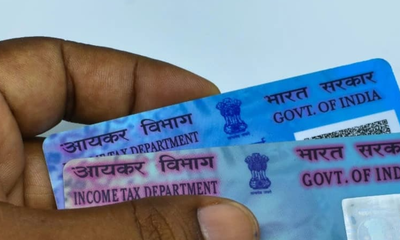 आयकर विभाग भारत सरकार
INCOME TAX DEPARTMENT GOVT. OF INDIA
आयकर विभाग भारत सरका
INCOME TAX DEPARTMENT GOVT. OF IND